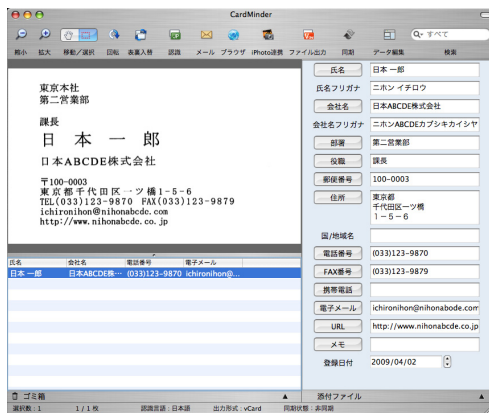 CardMinder
縮小 拡大 移動／選択 回転 表裏入替 認識 メール ブラウザ iPhoto連携 ファイル出力 同期 データ編集 検索
すべて
東京本社
第二営業部
課長
日 本 一 郎
日本ABCDE株式会社
〒100-0003
東京都千代田区一ツ橋1-5-6
TEL(033)123-9870 FAX(033)123-9879
ichironihon@nihonabcde.com
http://www.nihonabcde.co.jp
氏名 日本 一郎
氏名フリガナ ニホン イチロウ
会社名 日本ABCDE株式会社
会社名フリガナ ニホンABCDEカブシキカイシヤ
部署 第二営業部
役職 課長
郵便番号 100-0003
住所 東京都
千代田区一ツ橋
1－5－6
国/地域名
電話番号 (033)123-9870
FAX番号 (033)123-9879
携帯電話
電子メール ichironihon@nihonabode.com
URL http://www.nihonabcde.co.jp
メモ
登録日付 2009/04/02
氏名 会社名 電話番号 電子メール
日本 一郎 日本ABCDE株… (033)123-9870 ichironihon@...
ゴミ箱 添付ファイル
選択数：1 1 / 1 枚 認識言語：日本語 出力形式：vCard 同期状態：非同期